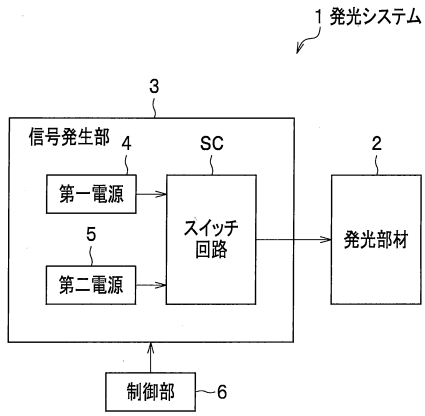 1 発光システム
3
信号発生部
4
SC
2
第一電源
スイッチ
回路
発光部材
5
第二電源
制御部
6